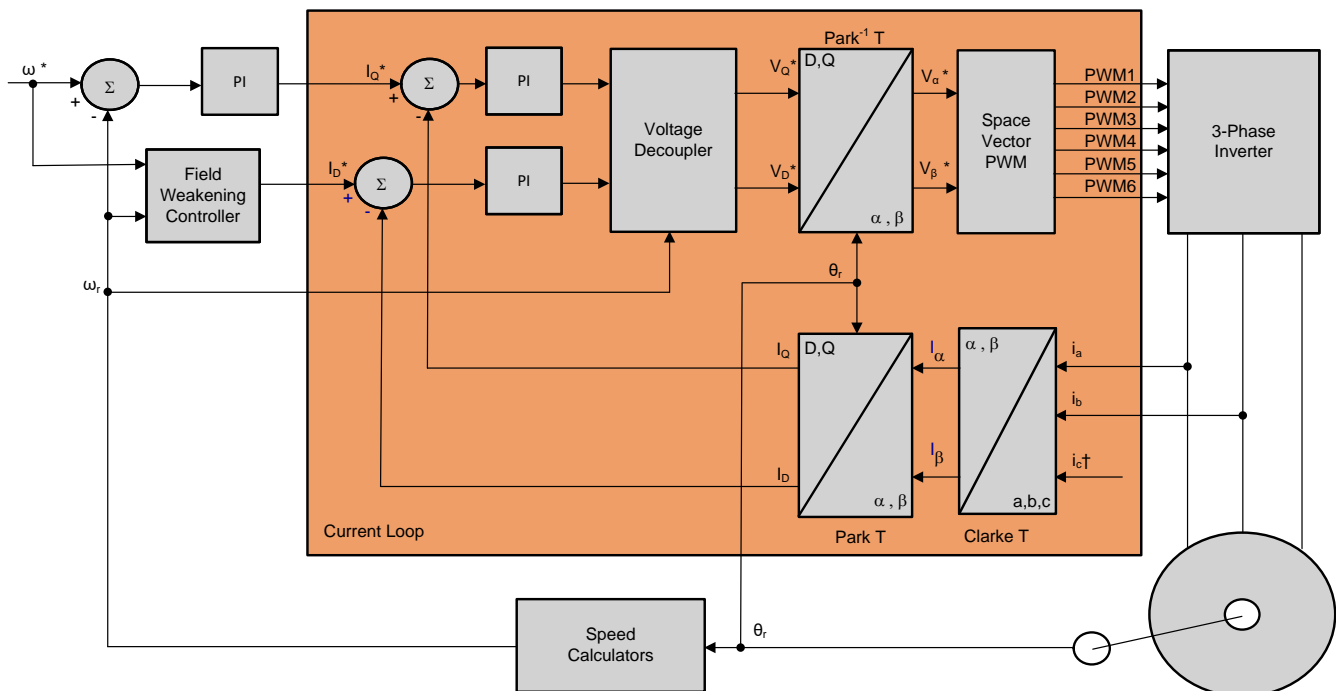 Park⁻¹ T
ω *
Σ
+
-
PI
I_Q*
Σ
+
-
PI
Voltage
Decoupler
V_Q*
D,Q
α , β
V_α*
Space
Vector
PWM
PWM1
PWM2
PWM3
PWM4
PWM5
PWM6
3-Phase
Inverter
Field
Weakening
Controller
I_D*
Σ
+
-
PI
V_D*
V_β*
ω_r
θ_r
I_Q
D,Q
α , β
I_α
α , β
a,b,c
i_a
i_b
I_D
I_β
i_c†
Current Loop
Park T
Clarke T
Speed
Calculators
θ_r